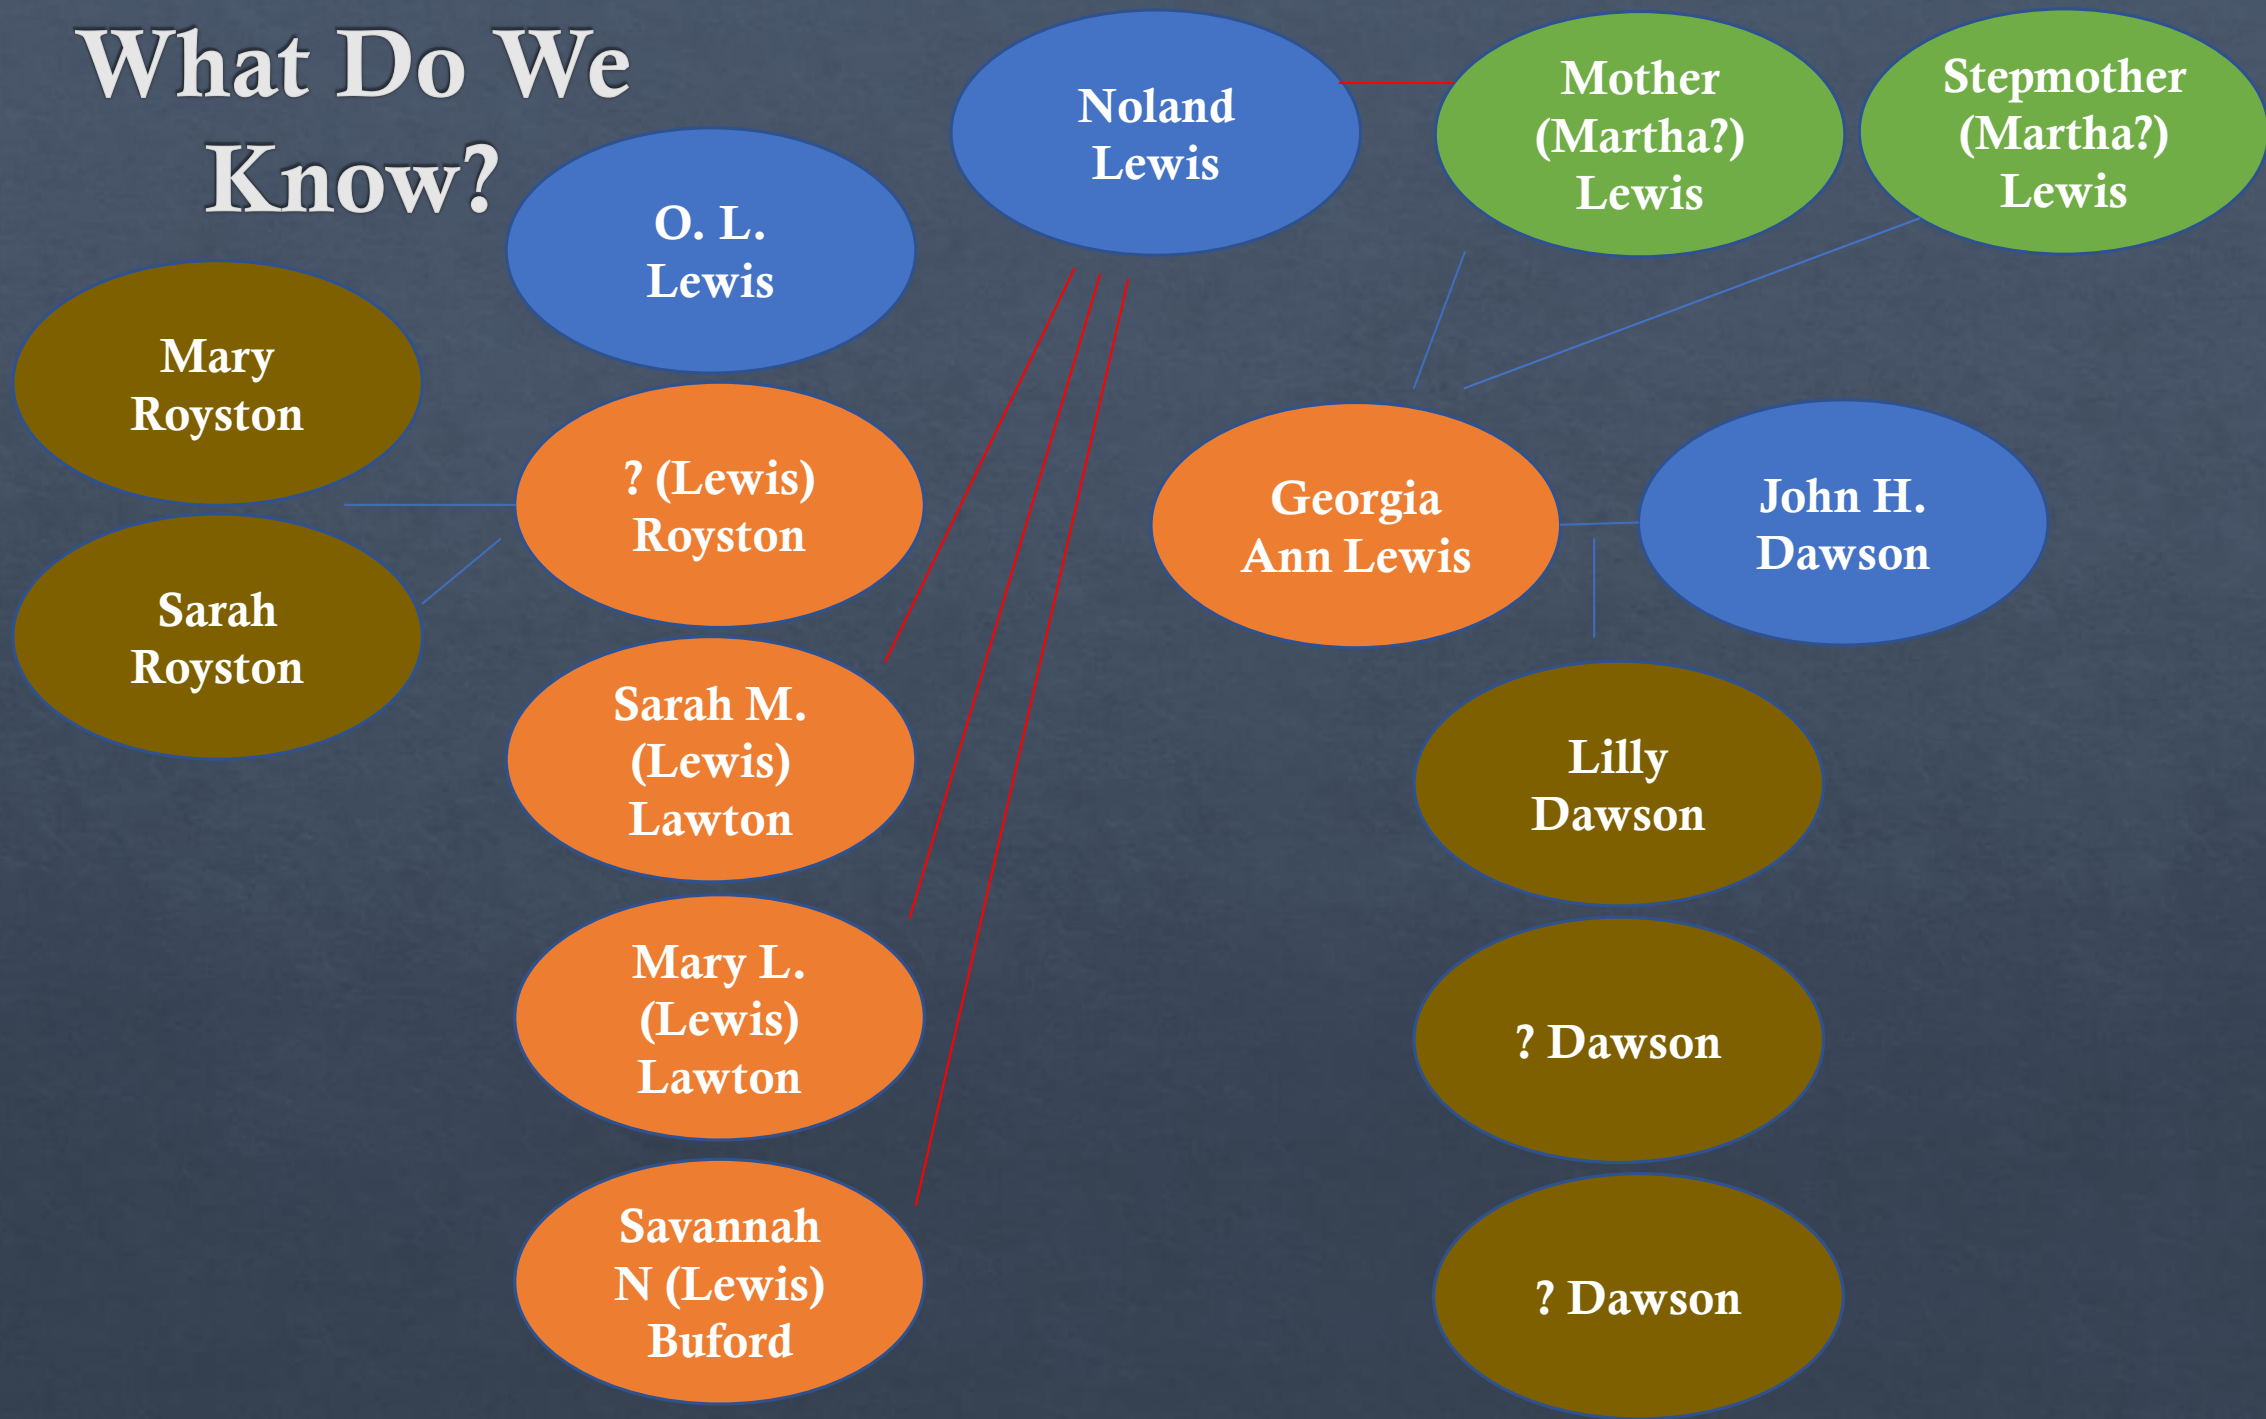 What Do We
Know?
Noland
Lewis
Mother
(Martha?)
Lewis
Stepmother
(Martha?)
Lewis
O. L.
Lewis
Mary
Royston
? (Lewis)
Royston
Georgia
Ann Lewis
John H.
Dawson
Sarah
Royston
Sarah M.
(Lewis)
Lawton
Lilly
Dawson
Mary L.
(Lewis)
Lawton
? Dawson
Savannah
N (Lewis)
Buford
? Dawson